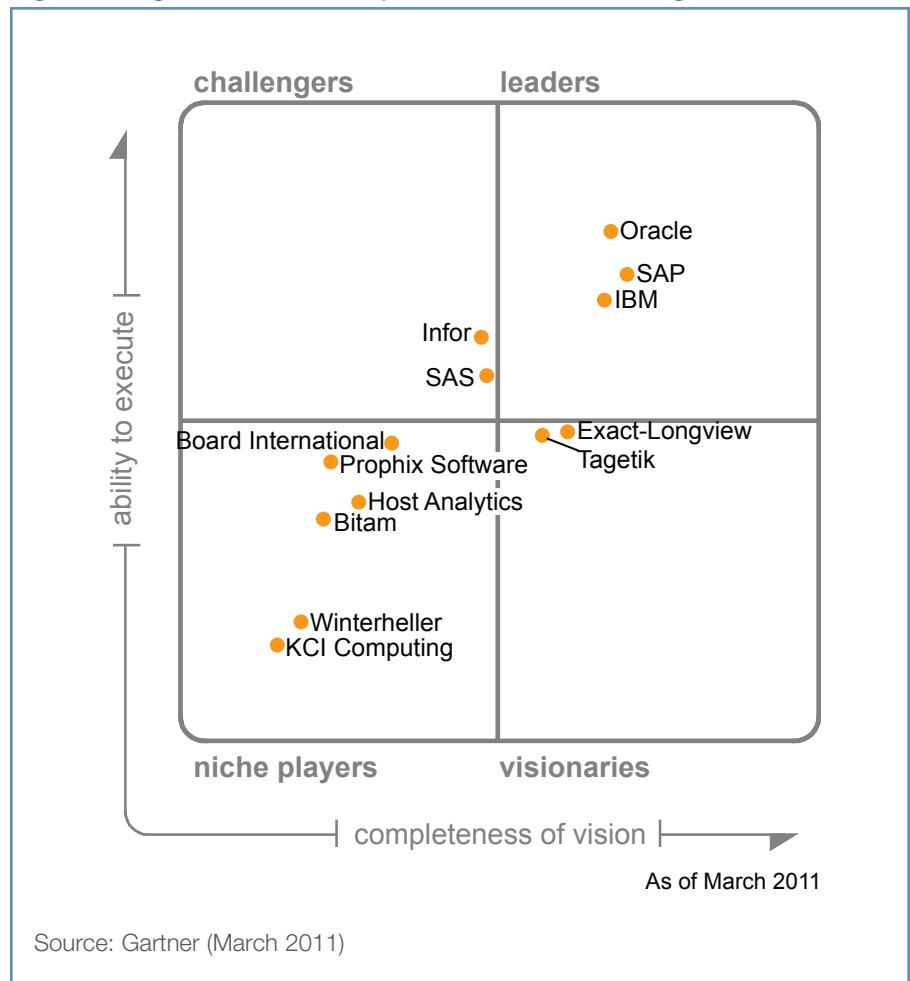 challengers
leaders
Oracle
SAP
IBM
Infor
SAS
ability to execute
Board International
Exact-Longview
Tagetik
Prophix Software
Host Analytics
Bitam
Winterheller
KCI Computing
niche players
visionaries
completeness of vision
As of March 2011
Source: Gartner (March 2011)